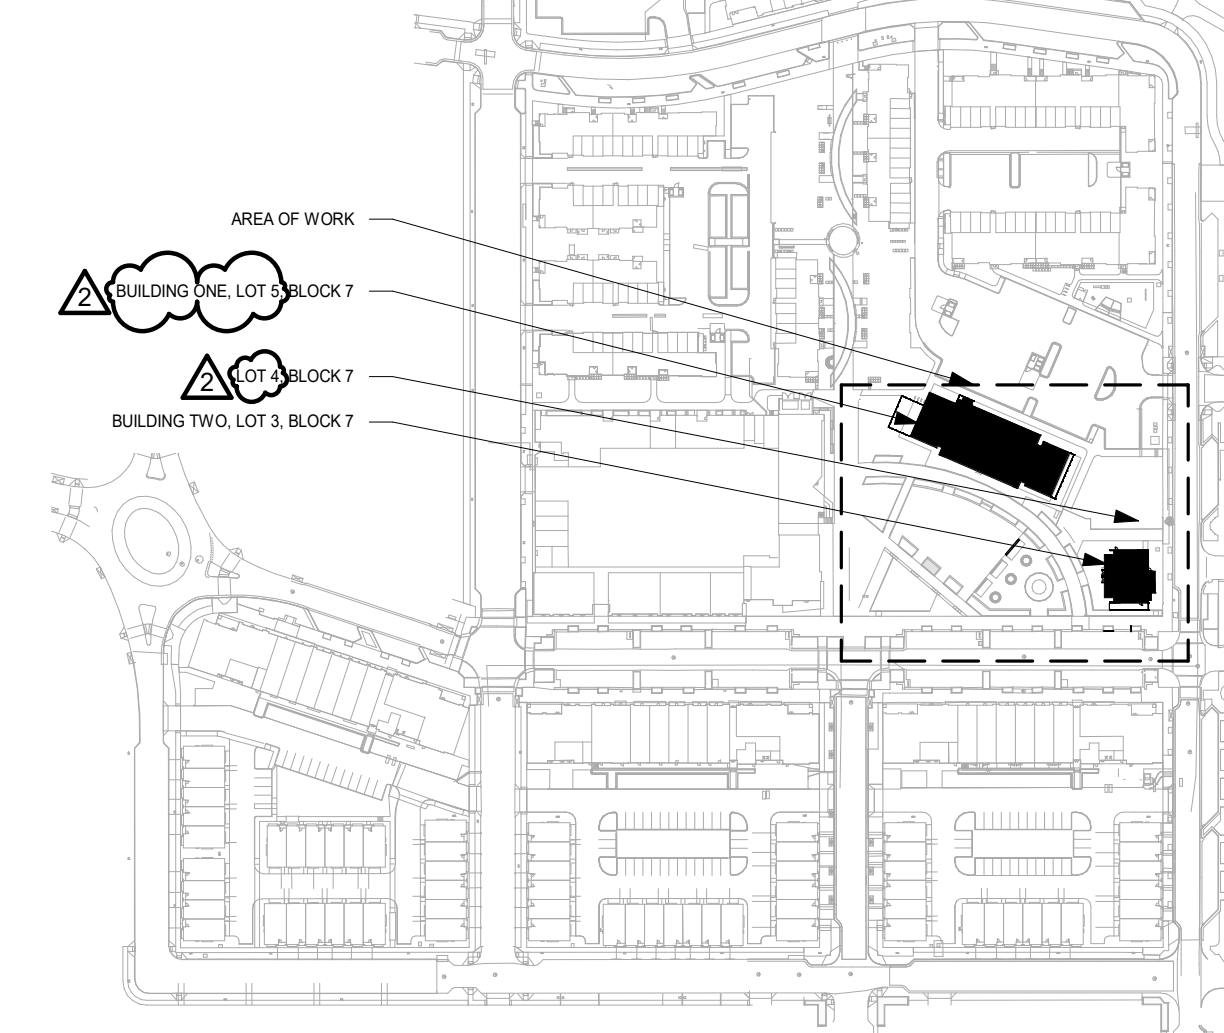 AREA OF WORK
2 BUILDING ONE, LOT 5, BLOCK 7
2 LOT 4, BLOCK 7
BUILDING TWO, LOT 3, BLOCK 7